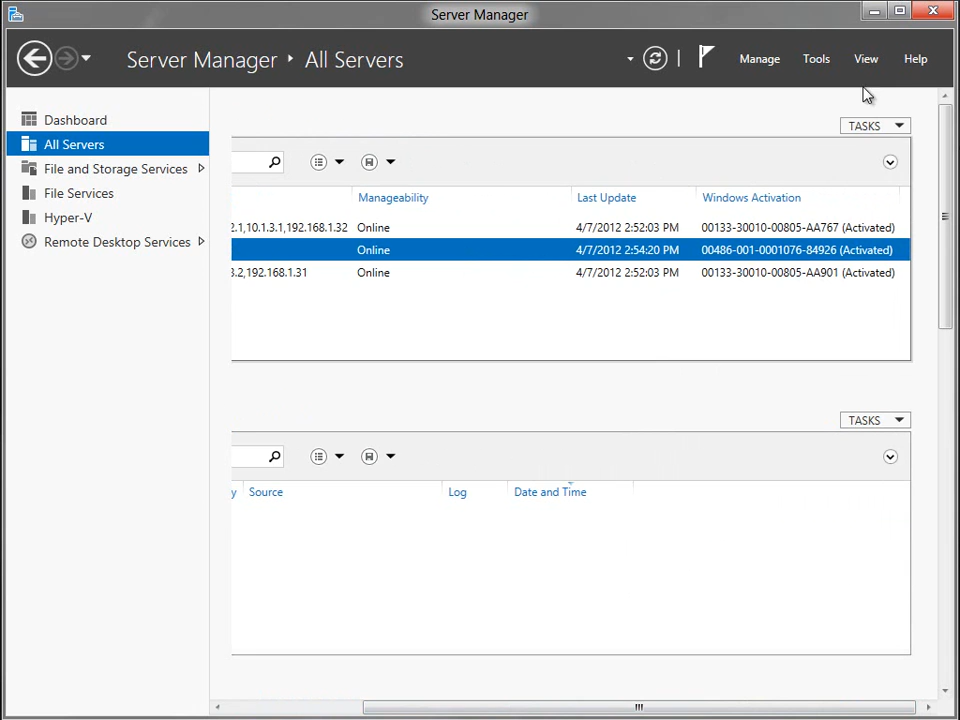 Server Manager
Server Manager ‣ All Servers
Manage Tools View Help
Dashboard
All Servers
File and Storage Services
File Services
Hyper-V
Remote Desktop Services
TASKS
Manageability Last Update Windows Activation
2.1,10.1.3.1,192.168.1.32 Online 4/7/2012 2:52:03 PM 00133-30010-00805-AA767 (Activated)
Online 4/7/2012 2:54:20 PM 00486-001-0001076-84926 (Activated)
3.2,192.168.1.31 Online 4/7/2012 2:52:03 PM 00133-30010-00805-AA901 (Activated)
TASKS
y Source Log Date and Time